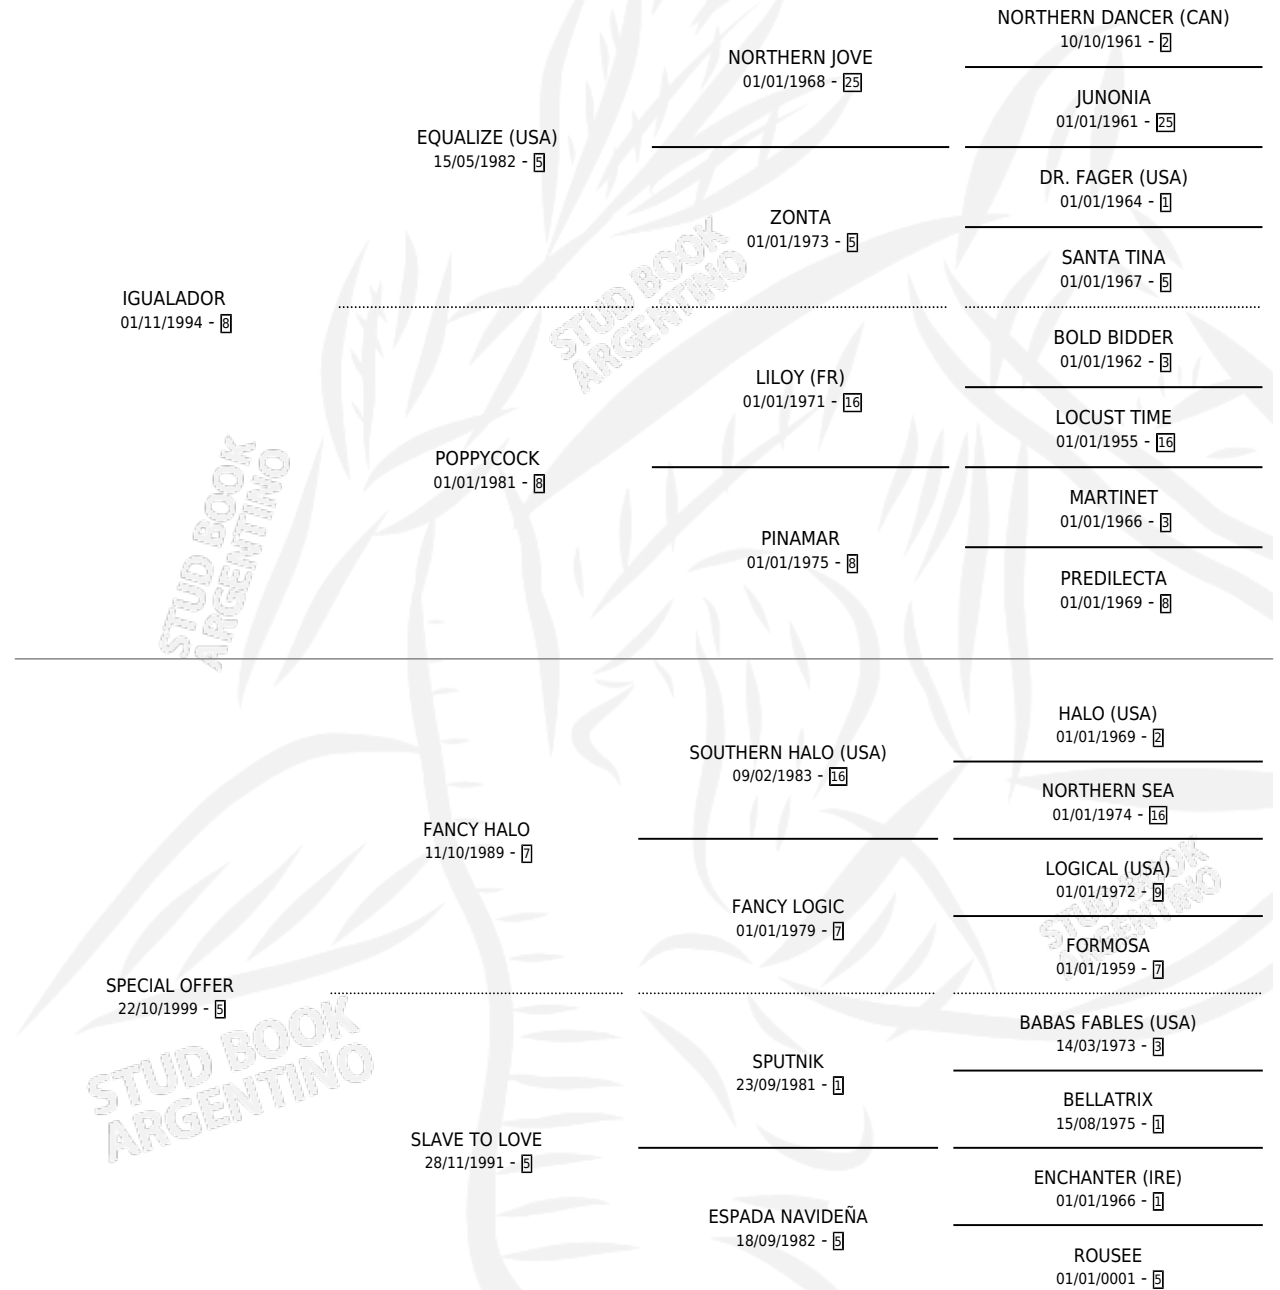 NORTHERN DANCER (CAN)
10/10/1961 - 2
NORTHERN JOVE
01/01/1968 - 25
JUNONIA
01/01/1961 - 25
EQUALIZE (USA)
15/05/1982 - 5
DR. FAGER (USA)
01/01/1964 - 1
ZONTA
01/01/1973 - 5
SANTA TINA
01/01/1967 - 5
IGUALADOR
01/11/1994 - 8
BOLD BIDDER
01/01/1962 - 3
LILOY (FR)
01/01/1971 - 16
LOCUST TIME
01/01/1955 - 16
POPPYCOCK
01/01/1981 - 8
MARTINET
01/01/1966 - 3
PINAMAR
01/01/1975 - 8
PREDILECTA
01/01/1969 - 8
HALO (USA)
01/01/1969 - 2
SOUTHERN HALO (USA)
09/02/1983 - 16
NORTHERN SEA
01/01/1974 - 16
FANCY HALO
11/10/1989 - 7
LOGICAL (USA)
01/01/1972 - 9
FANCY LOGIC
01/01/1979 - 7
FORMOSA
01/01/1959 - 7
SPECIAL OFFER
22/10/1999 - 5
BABAS FABLES (USA)
14/03/1973 - 3
SPUTNIK
23/09/1981 - 1
BELLATRIX
15/08/1975 - 1
SLAVE TO LOVE
28/11/1991 - 5
ENCHANTER (IRE)
01/01/1966 - 1
ESPADA NAVIDEÑA
18/09/1982 - 5
ROUSEE
01/01/0001 - 5
STUD BOOK
ARGENTINO
STUD BOOK
ARGENTINO
STUD BOOK
ARGENTINO
STUD BOOK
ARGENTINO